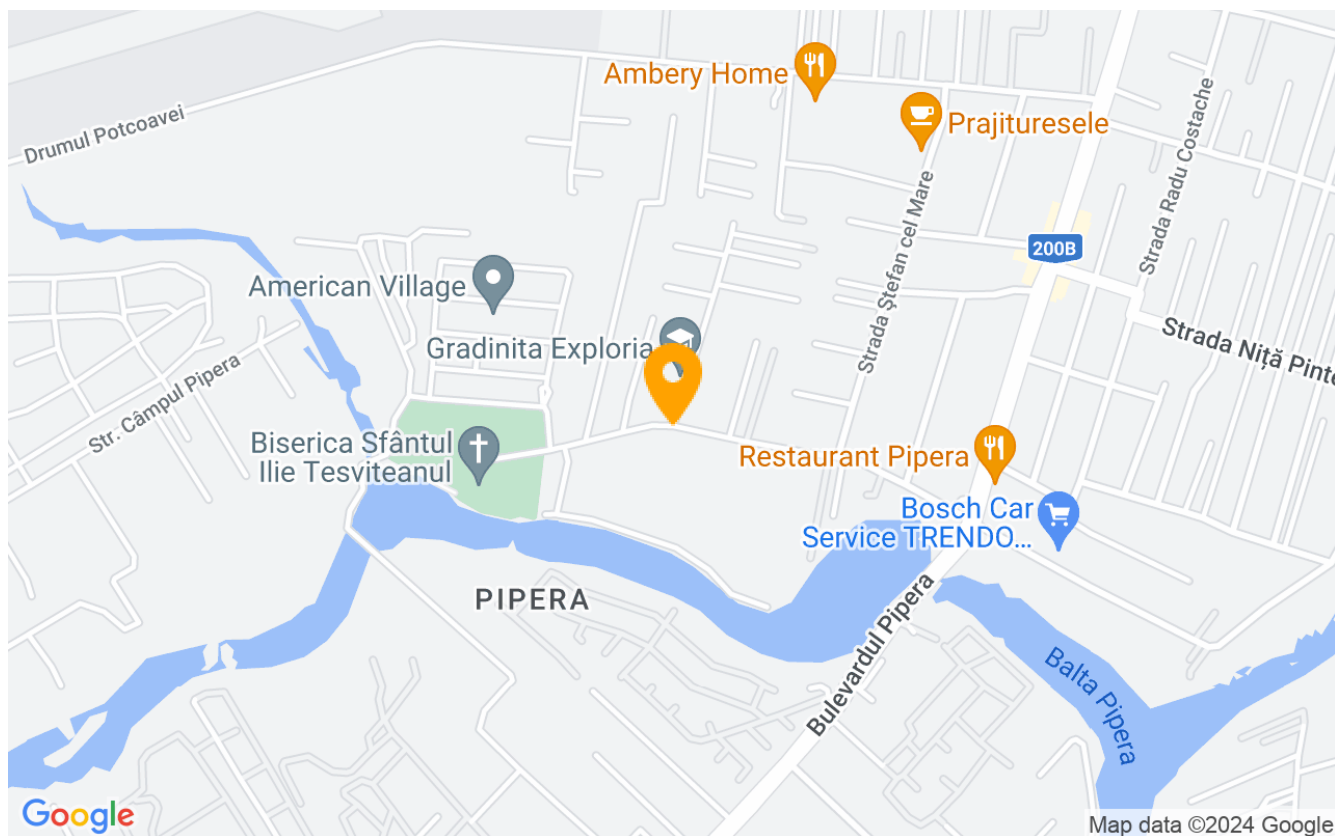 Ambery Home
Prajituresele
Drumul Potcoavei
Strada Radu Costache
200B
Strada Ștefan cel Mare
American Village
Gradinita Exploria
Strada Niță Pinte
Str. Câmpul Pipera
Biserica Sfântul
Ilie Tesviteanul
Restaurant Pipera
Bosch Car
Service TRENDO...
PIPERA
Bulevardul Pipera
Balta Pipera
Google
Map data ©2024 Google